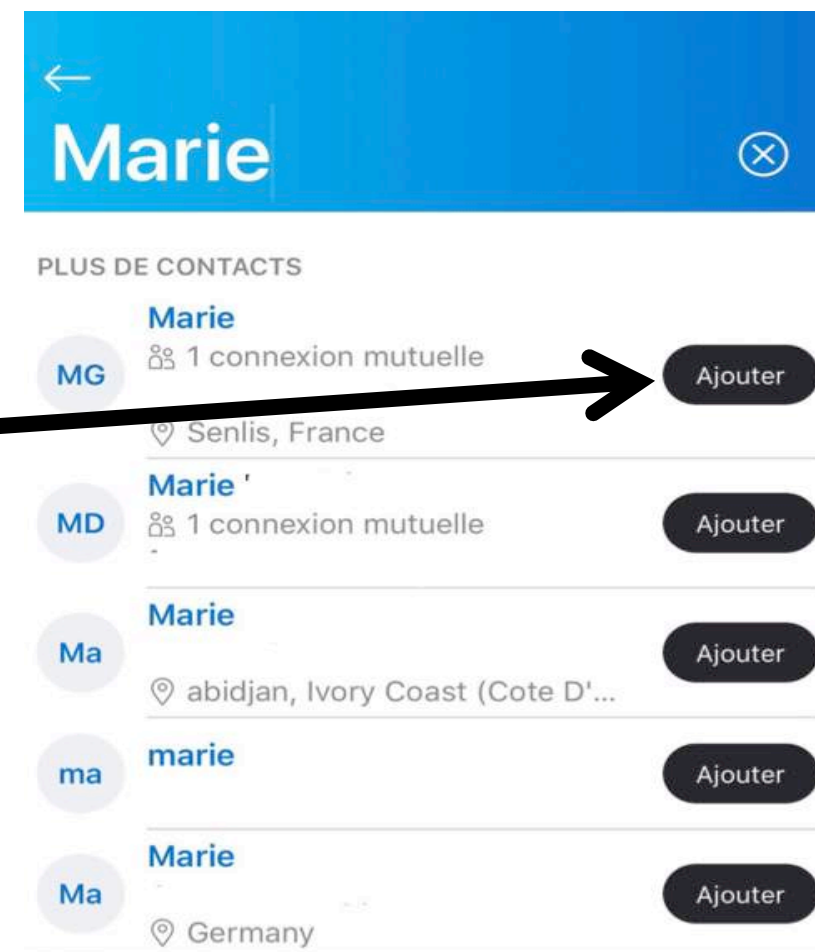 Marie
PLUS DE CONTACTS
Marie
1 connexion mutuelle
MG
Ajouter
Senlis, France
Marie
MD
1 connexion mutuelle
Ajouter
Marie
Ma
Ajouter
abidjan, Ivory Coast (Cote D'...
marie
ma
Ajouter
Marie
Ma
Ajouter
Germany